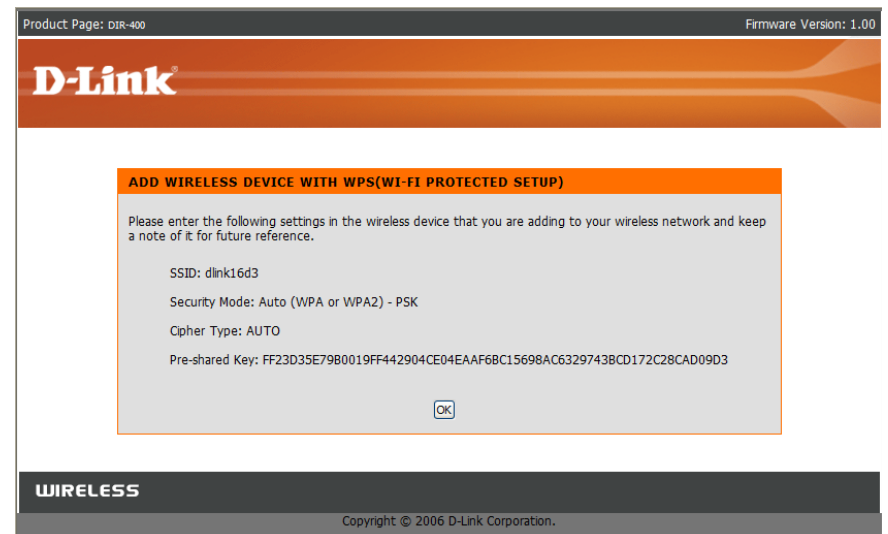 Product Page: DIR-400 Firmware Version: 1.00
D-Link®
ADD WIRELESS DEVICE WITH WPS(WI-FI PROTECTED SETUP)
Please enter the following settings in the wireless device that you are adding to your wireless network and keep
a note of it for future reference.
SSID: dlink16d3
Security Mode: Auto (WPA or WPA2) - PSK
Cipher Type: AUTO
Pre-shared Key: FF23D35E79B0019FF442904CE04EAAF6BC15698AC6329743BCD172C28CAD09D3
OK
WIRELESS
Copyright © 2006 D-Link Corporation.